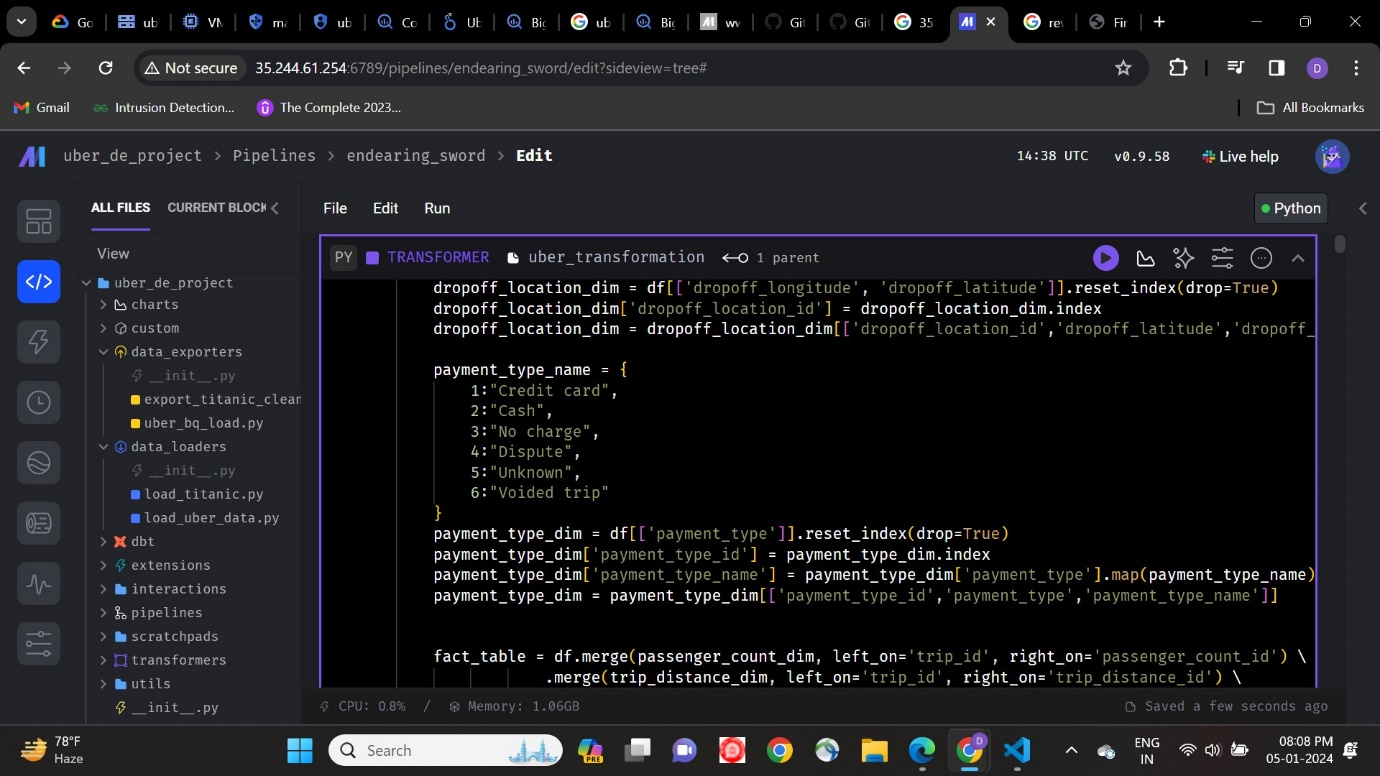 Go
ub
VM
ma
ub
Co
Ub
Big
ub
Big
wv
Git
Git
35
rev
Fir
Not secure
35.244.61.254:6789/pipelines/endearing_sword/edit?sideview=tree#
D
Gmail
Intrusion Detection...
The Complete 2023...
All Bookmarks
uber_de_project > Pipelines > endearing_sword > Edit
14:38 UTC
v0.9.58
Live help
ALL FILES
CURRENT BLOCK
File
Edit
Run
Python
View
uber_de_project
charts
custom
data_exporters
__init__.py
export_titanic_clean
uber_bq_load.py
data_loaders
__init__.py
load_titanic.py
load_uber_data.py
dbt
extensions
interactions
pipelines
scratchpads
transformers
utils
__init__.py
PY TRANSFORMER uber_transformation 1 parent
dropoff_location_dim = df[['dropoff_longitude', 'dropoff_latitude']].reset_index(drop=True)
dropoff_location_dim['dropoff_location_id'] = dropoff_location_dim.index
dropoff_location_dim = dropoff_location_dim[['dropoff_location_id','dropoff_latitude','dropoff_
payment_type_name = {
1:"Credit card",
2:"Cash",
3:"No charge",
4:"Dispute",
5:"Unknown",
6:"Voided trip"
}
payment_type_dim = df[['payment_type']].reset_index(drop=True)
payment_type_dim['payment_type_id'] = payment_type_dim.index
payment_type_dim['payment_type_name'] = payment_type_dim['payment_type'].map(payment_type_name)
payment_type_dim = payment_type_dim[['payment_type_id','payment_type','payment_type_name']]
fact_table = df.merge(passenger_count_dim, left_on='trip_id', right_on='passenger_count_id') \
.merge(trip_distance_dim, left_on='trip_id', right_on='trip_distance_id') \
CPU: 0.8% / Memory: 1.06GB
Saved a few seconds ago
78°F
Haze
Search
PRE
D
ENG
IN
08:08 PM
05-01-2024